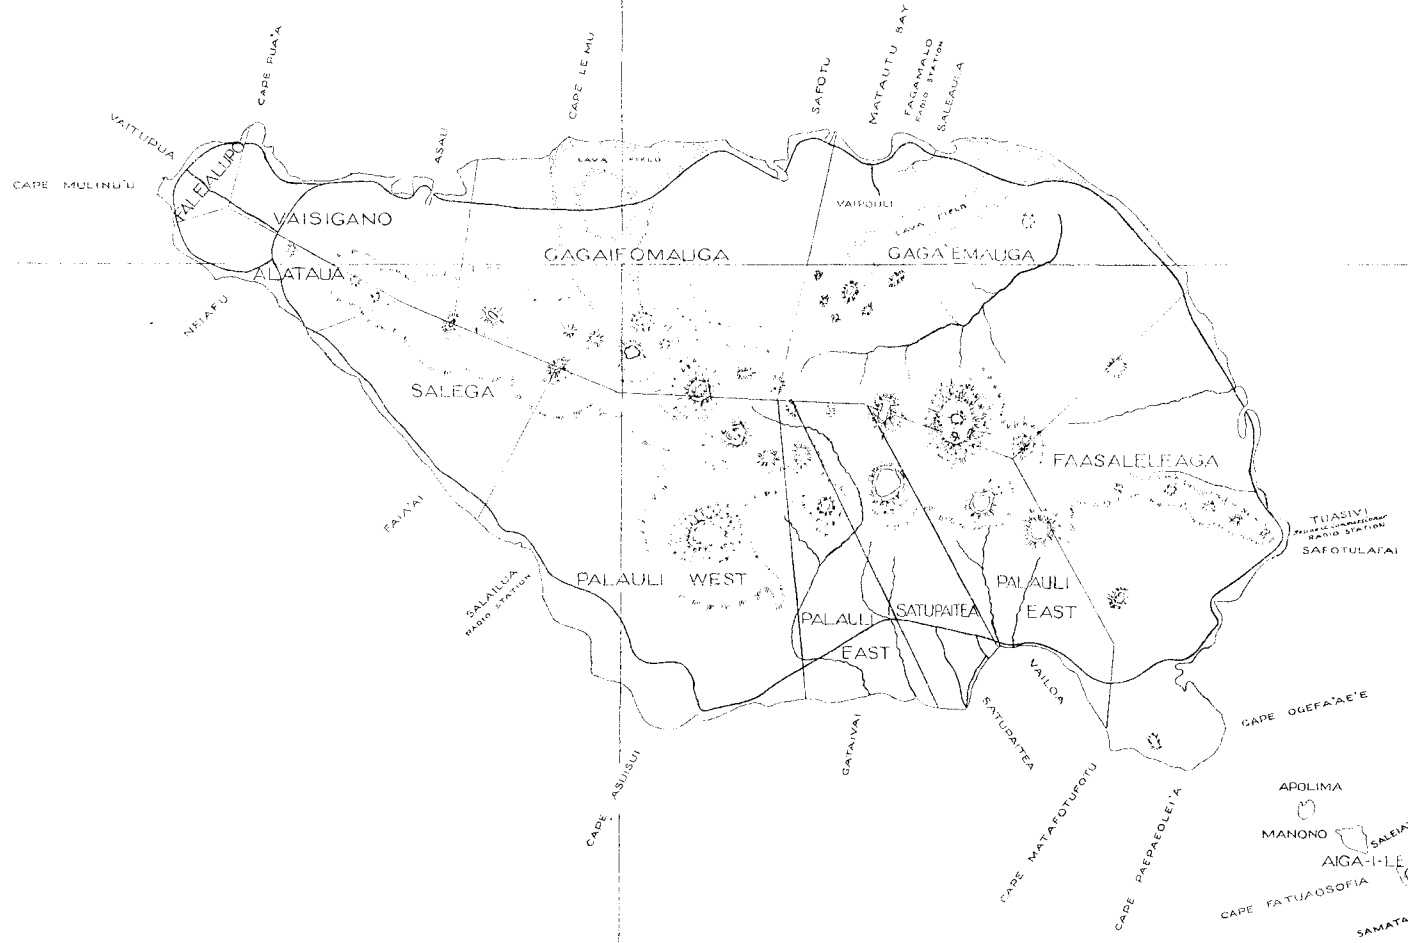 CAPE PUA'A
CAPE LE MU
SAFOTU
MATAUTU BAY
FAGAMALO
RADIO STATION
SALEAULA
VAITUPUA
ASAU
CAPE MULINU'U
FALEALUPO
LAVA FIELD
VAISIGANO
VAIPOULI
LAVA FIELD
GAGAIFOMAUGA
GAGA'EMAUGA
ALATAUA
NEIAFU
SALEGA
FAASALELEAGA
FAIA'AI
TUASIVI
RADIO STATION
SAFOTULAFAI
SALAILUA
RADIO STATION
PALAULI WEST
PALAULI
EAST
SATUPAITEA
PALAULI
EAST
VAILOA
SATUPAITEA
GATAIVAI
CAPE ASUISUI
CAPE OGEFA'AE'E
CAPE MATAFOTUFOTU
CAPE PAEPAEOLEI'A
APOLIMA
MANONO
AIGA-I-LE
CAPE FATUAOSOFIA